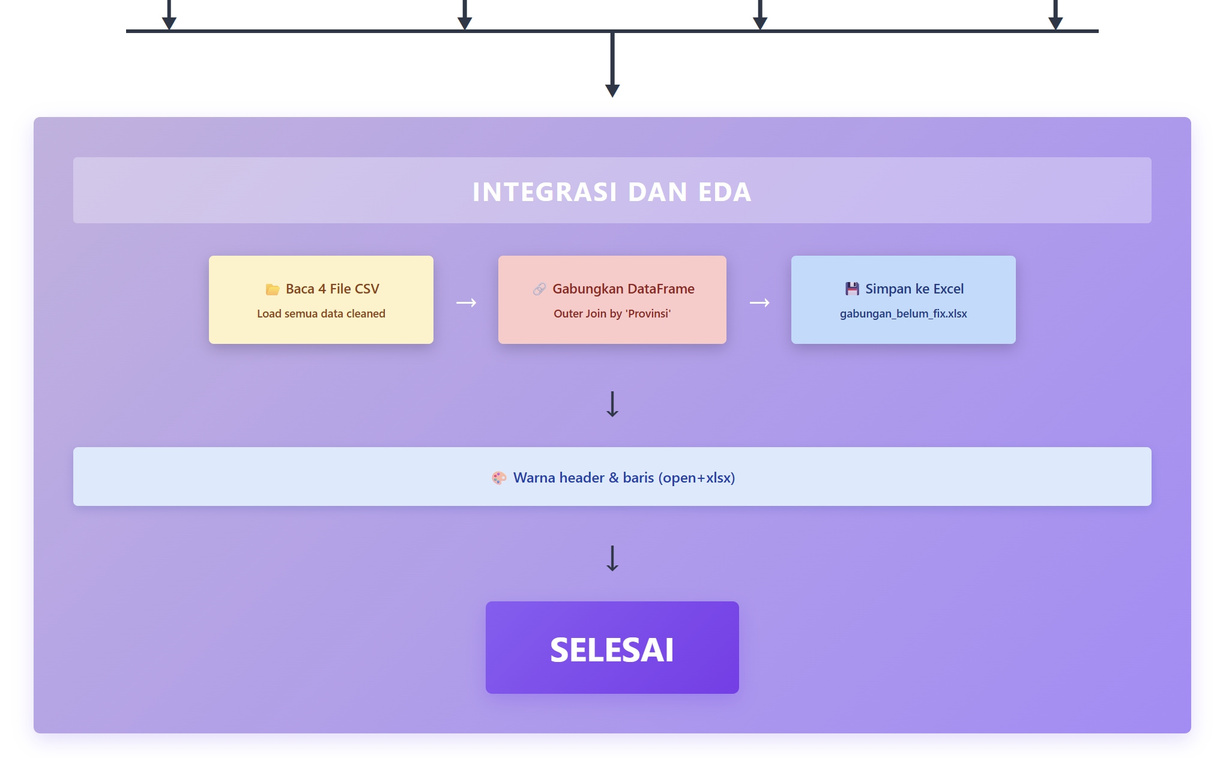 INTEGRASI DAN EDA
Baca 4 File CSV
Load semua data cleaned
→
Gabungkan DataFrame
Outer Join by 'Provinsi'
→
Simpan ke Excel
gabungan_belum_fix.xlsx
↓
Warna header & baris (open+xlsx)
↓
SELESAI